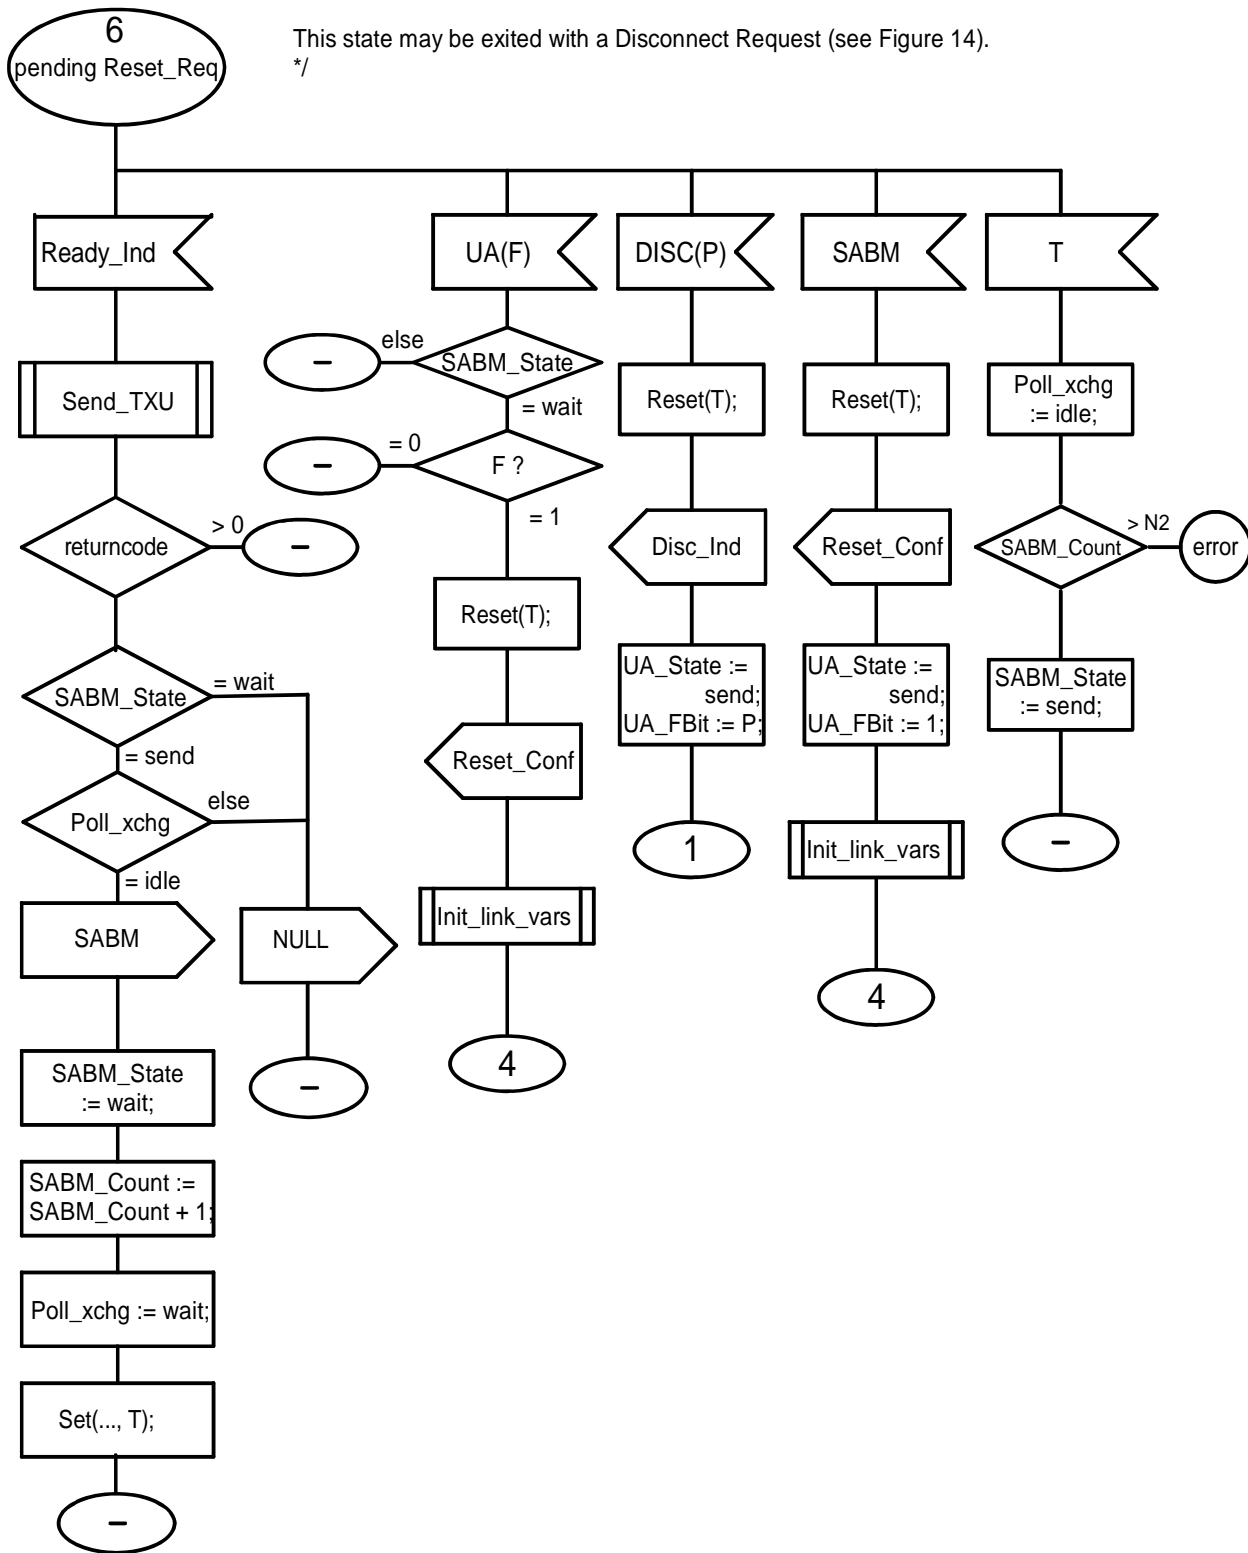 6
pending Reset_Req
This state may be exited with a Disconnect Request (see Figure 14).
*/
Ready_Ind
Send_TXU
returncode
> 0
–
SABM_State
= wait
= send
Poll_xchg
else
= idle
SABM
NULL
–
SABM_State
:= wait;
SABM_Count :=
SABM_Count + 1;
Poll_xchg := wait;
Set(..., T);
–
UA(F)
SABM_State
else
–
= wait
F ?
= 0
–
= 1
Reset(T);
Reset_Conf
Init_link_vars
4
DISC(P)
Reset(T);
Disc_Ind
UA_State :=
send;
UA_FBit := P;
1
SABM
Reset(T);
Reset_Conf
UA_State :=
send;
UA_FBit := 1;
Init_link_vars
4
T
Poll_xchg
:= idle;
SABM_Count
> N2
error
SABM_State
:= send;
–